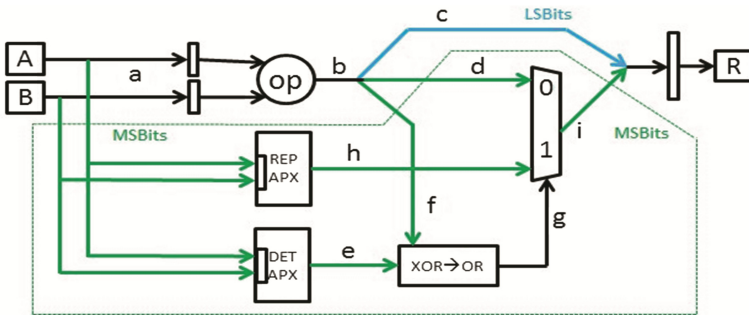 c
LSBits
A
a
b
d
op
R
B
0
MSBits
MSBits
i
REP
APX
h
1
f
g
DET
APX
e
XOR→OR